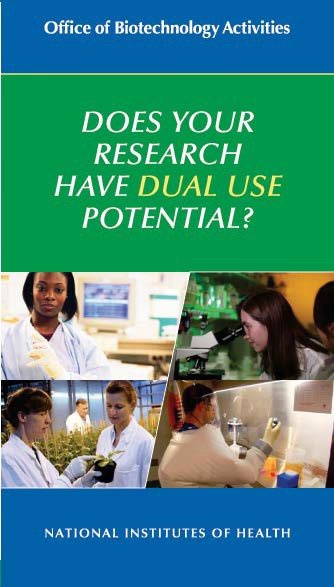 Office of Biotechnology Activities
DOES YOUR
RESEARCH
HAVE DUAL USE
POTENTIAL?
NATIONAL INSTITUTES OF HEALTH